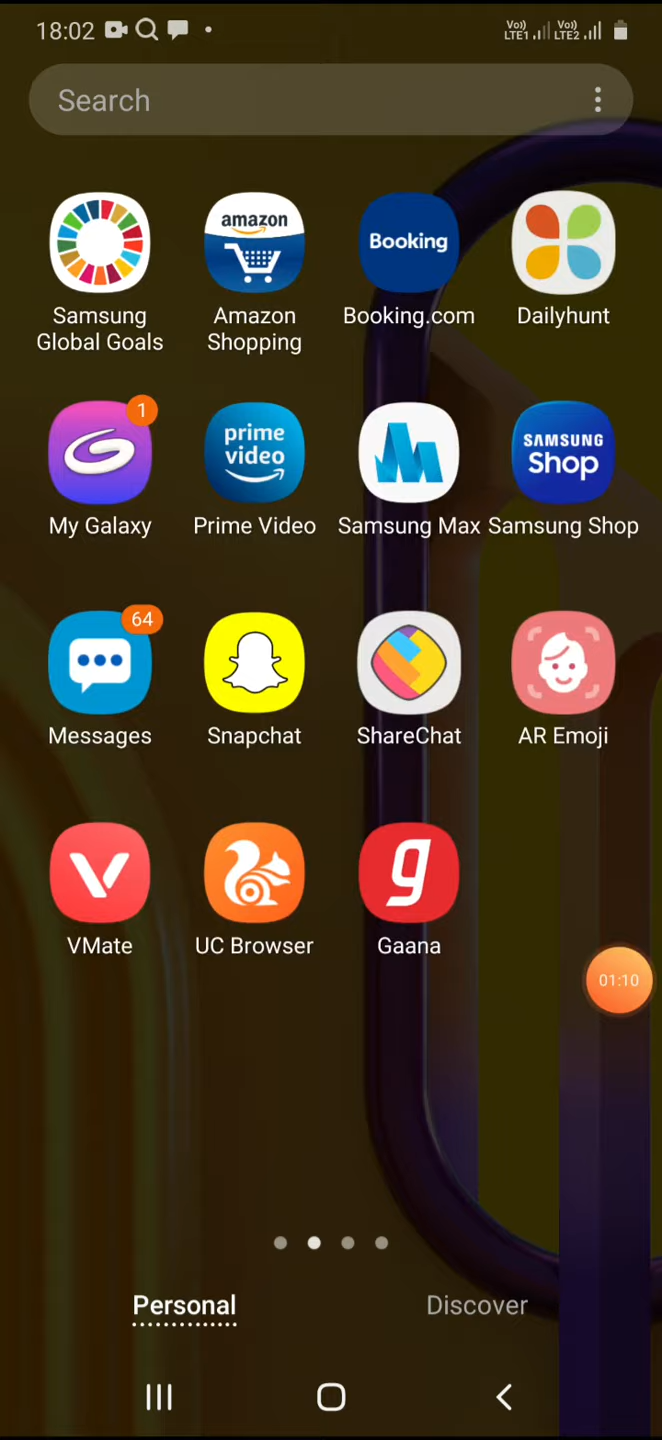 18:02
Vo)) LTE1 Vo)) LTE2
Search
amazon
Booking
Samsung Global Goals
Amazon Shopping
Booking.com
Dailyhunt
1
prime video
SAMSUNG Shop
My Galaxy
Prime Video
Samsung Max
Samsung Shop
64
Messages
Snapchat
ShareChat
AR Emoji
g
VMate
UC Browser
Gaana
01:10
Personal
Discover